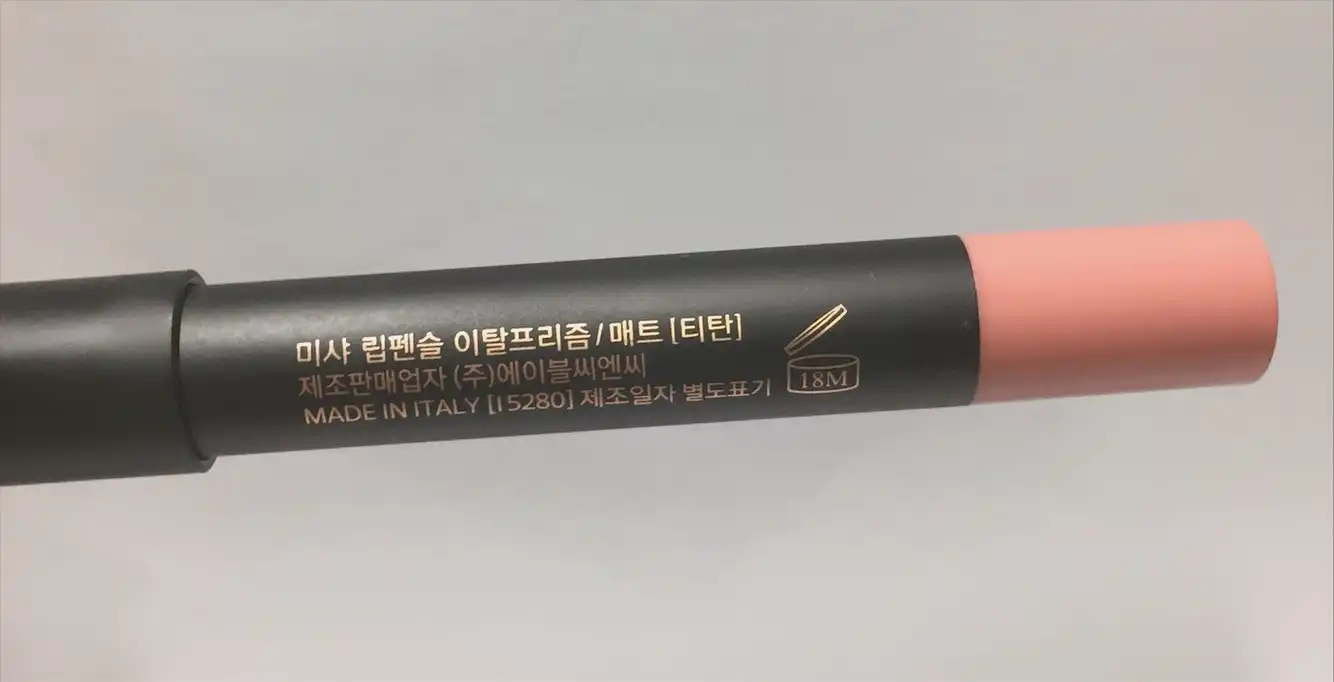 미샤 립펜슬 이탈프리즘/매트 [티탄]
제조판매업자 (주)에이블씨엔씨
MADE IN ITALY [15280] 제조일자 별도표기
18M